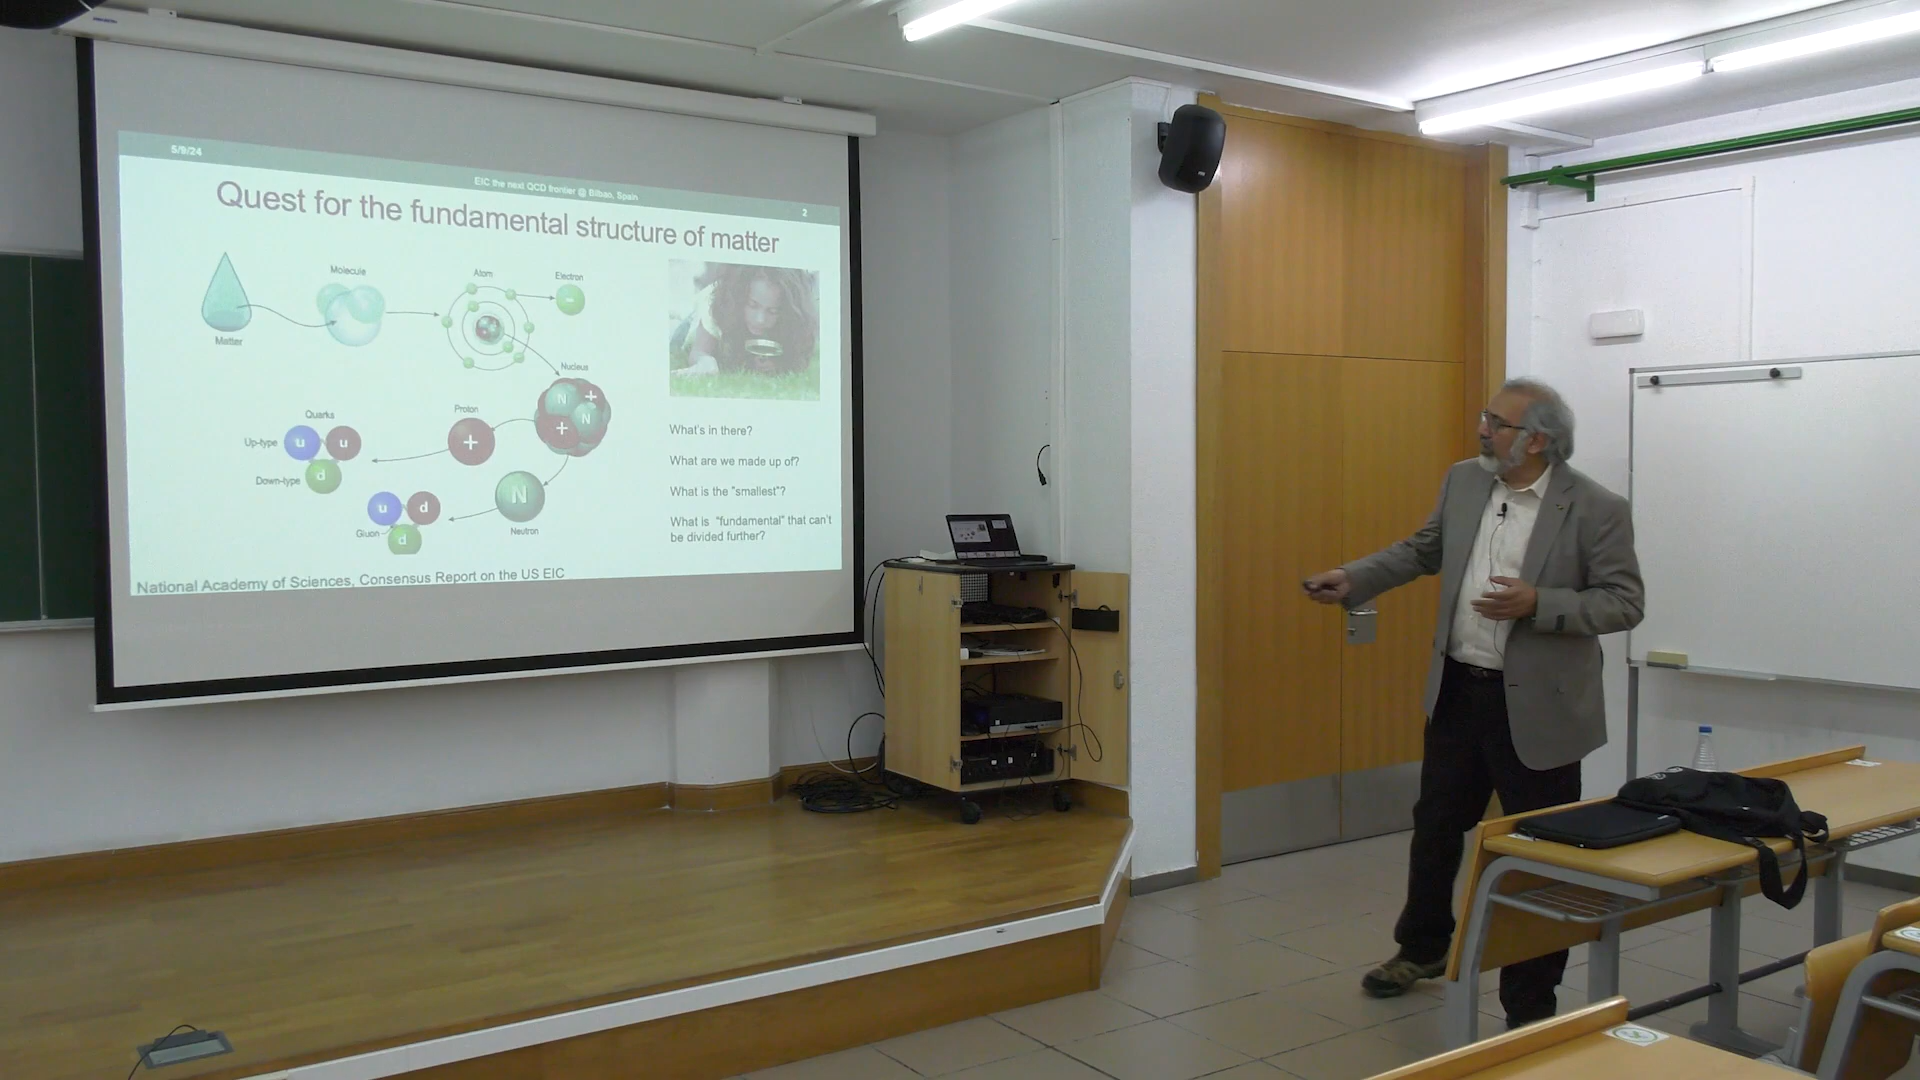 5/9/24
EIC the next QCD frontier @ Bilbao, Spain
2
Quest for the fundamental structure of matter
Matter
Molecule
Atom
Electron
-
Nucleus
N
+
N
+
Proton
+
Quarks
Up-type
u
u
Down-type
d
N
Neutron
u
d
Gluon
d
What's in there?
What are we made up of?
What is the "smallest"?
What is "fundamental" that can't
be divided further?
National Academy of Sciences, Consensus Report on the US EIC